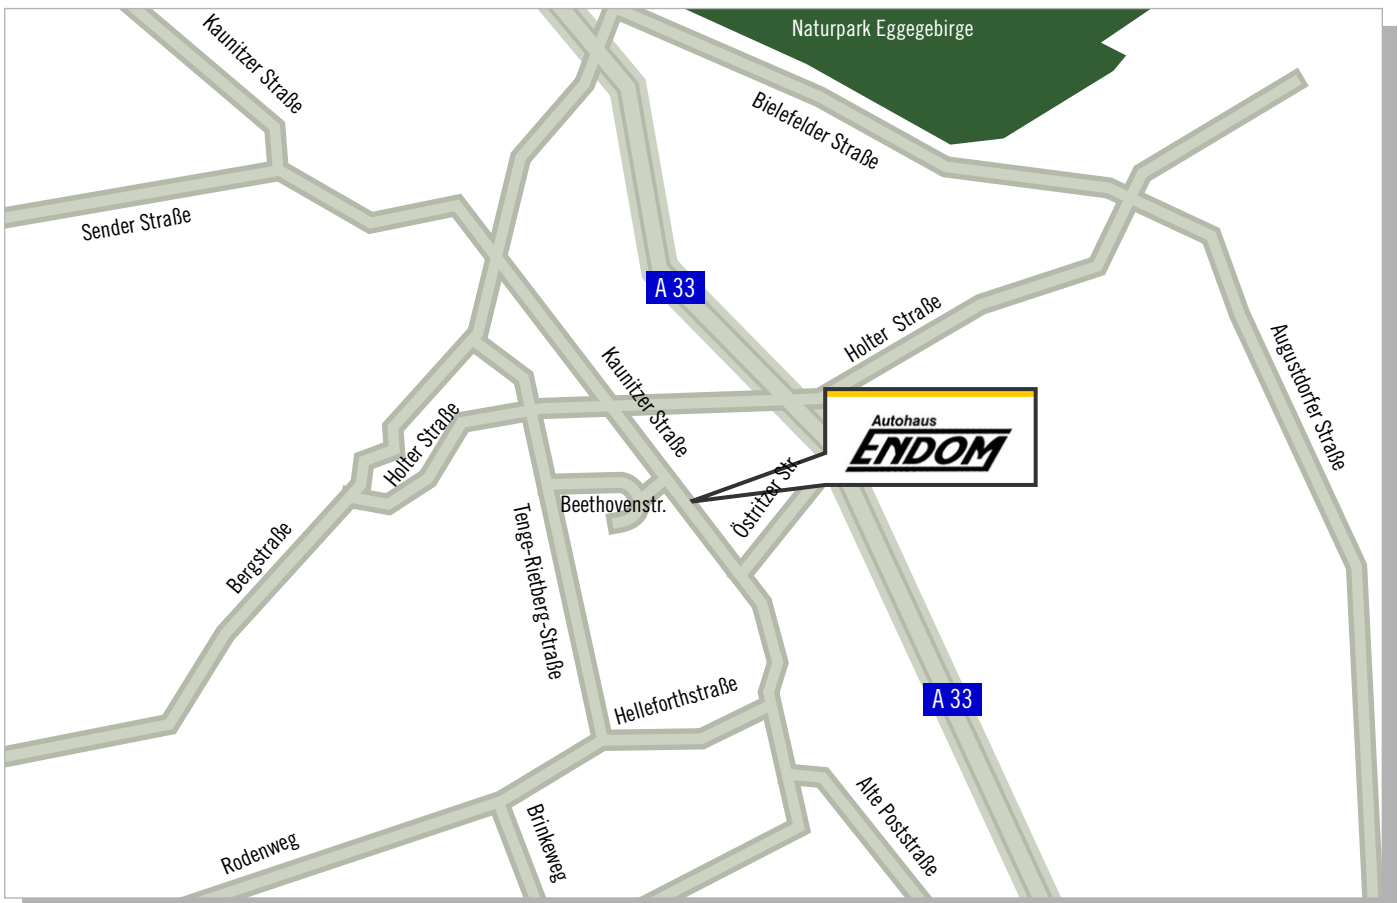 Naturpark Eggegebirge
Kaunitzer Straße
Bielefelder Straße
Sender Straße
A 33
Holter Straße
Augustdorfer Straße
Kaunitzer Straße
Autohaus
ENDOM
Holter Straße
Östritzer Str.
Beethovenstr.
Bergstraße
Tenge-Rietberg-Straße
Helleforthstraße
A 33
Alte Poststraße
Brinkeweg
Rodenweg